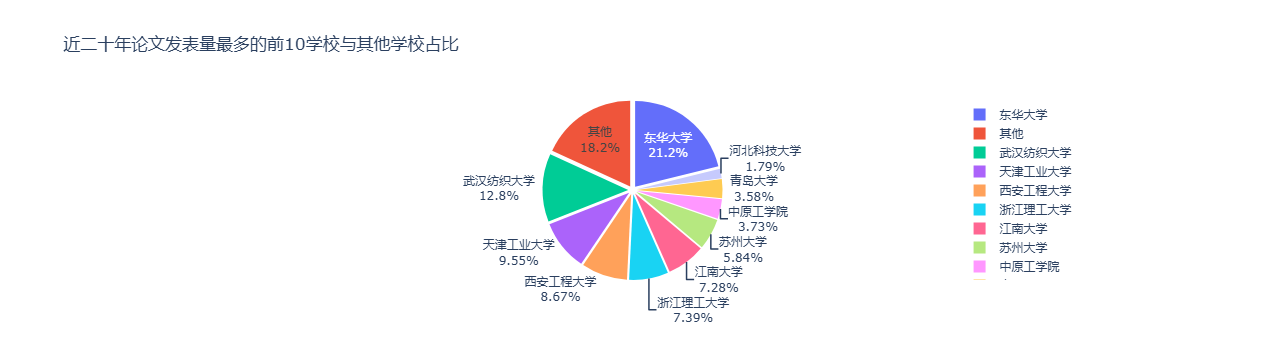 近二十年论文发表量最多的前10学校与其他学校占比
其他
18.2%
东华大学
21.2%
河北科技大学
1.79%
青岛大学
3.58%
中原工学院
3.73%
苏州大学
5.84%
江南大学
7.28%
浙江理工大学
7.39%
西安工程大学
8.67%
天津工业大学
9.55%
武汉纺织大学
12.8%
东华大学
其他
武汉纺织大学
天津工业大学
西安工程大学
浙江理工大学
江南大学
苏州大学
中原工学院